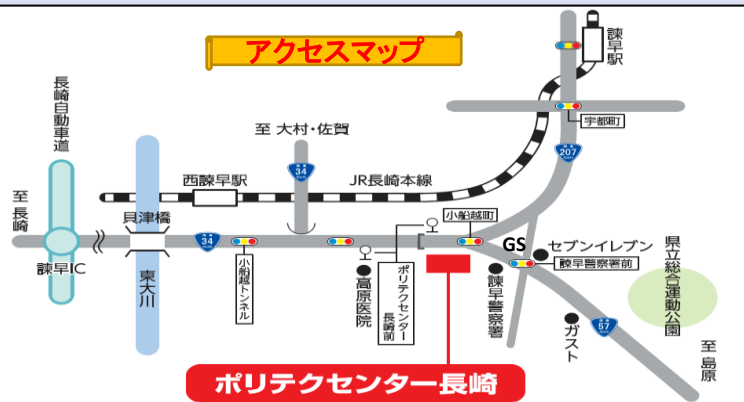 アクセスマップ
諫早駅
長崎自動車道
宇都町
至 大村・佐賀
207
34
西諫早駅
JR長崎本線
至長崎
貝津橋
小船越町
34
GS
セブンイレブン
諫早警察署前
県立総合運動公園
諫早IC
東大川
小船越トンネル
高原医院
ポリテクセンター長崎前
諫早警察署
ガスト
57
至島原
ポリテクセンター長崎